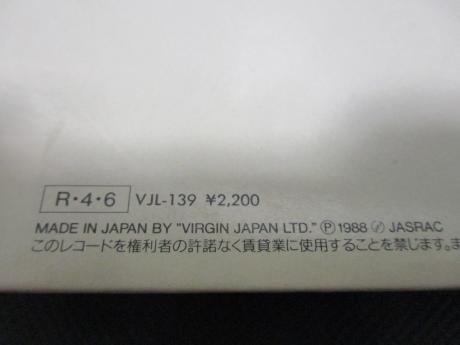 R・4・6 VJL-139 ¥2,200
MADE IN JAPAN BY "VIRGIN JAPAN LTD." Ⓟ1988 JASRAC
このレコードを権利者の許諾なく賃貸業に使用することを禁じます。ま